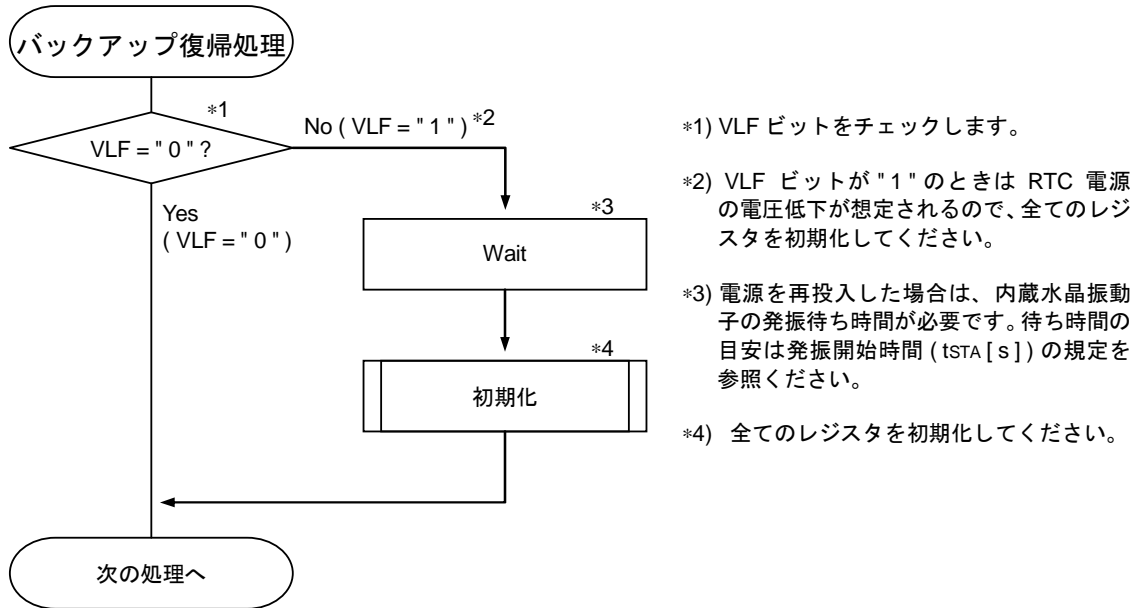 バックアップ復帰処理
*1
VLF = " 0 " ?
No ( VLF = " 1 " ) *2
Yes
( VLF = " 0 " )
*3
Wait
*4
初期化
次の処理へ
*1) VLF ビットをチェックします。
*2) VLF ビットが " 1 " のときは RTC 電源
の電圧低下が想定されるので、全てのレジ
スタを初期化してください。
*3) 電源を再投入した場合は、内蔵水晶振動
子の発振待ち時間が必要です。待ち時間の
目安は発振開始時間 ( tSTA [ s ] ) の規定を
参照ください。
*4) 全てのレジスタを初期化してください。